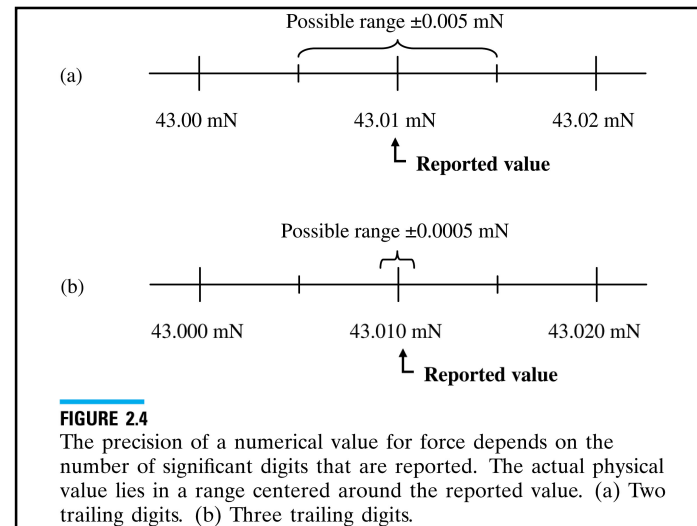 Possible range ±0.005 mN
(a)
43.00 mN 43.01 mN 43.02 mN
Reported value
Possible range ±0.0005 mN
(b)
43.000 mN 43.010 mN 43.020 mN
Reported value
FIGURE 2.4
The precision of a numerical value for force depends on the
number of significant digits that are reported. The actual physical
value lies in a range centered around the reported value. (a) Two
trailing digits. (b) Three trailing digits.